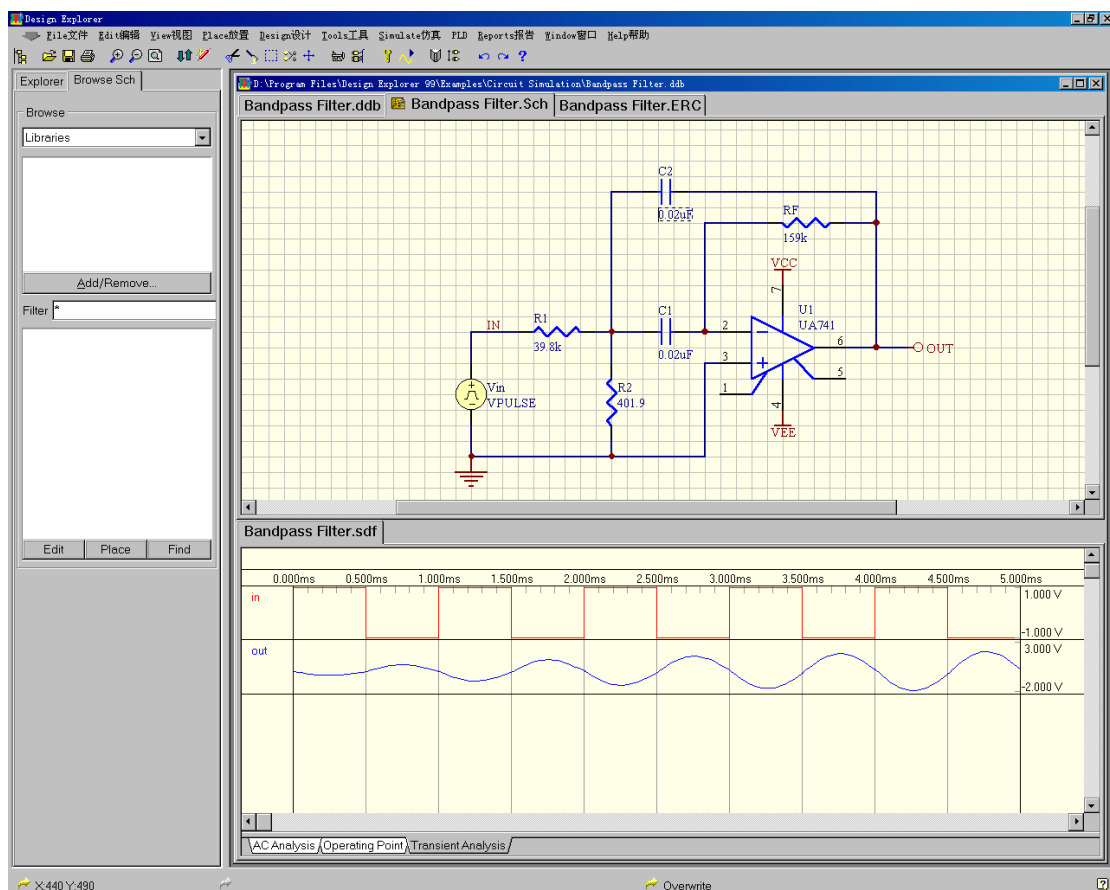 Design Explorer
File文件 Edit编辑 View视图 Place放置 Design设计 Tools工具 Simulate仿真 PLD Reports报告 Window窗口 Help帮助
Explorer Browse Sch
Browse
Libraries
Add/Remove...
Filter *
Edit Place Find
D:\Program Files\Design Explorer 99\Examples\Circuit Simulation\Bandpass Filter.ddb
Bandpass Filter.ddb Bandpass Filter.Sch Bandpass Filter.ERC
C2
0.02uF
RF
159k
VCC
7
IN
R1
39.8k
C1
0.02uF
2
3
U1
UA741
6
OUT
5
1
4
VEE
Vin
VPULSE
R2
401.9
Bandpass Filter.sdf
0.000ms 0.500ms 1.000ms 1.500ms 2.000ms 2.500ms 3.000ms 3.500ms 4.000ms 4.500ms 5.000ms
in
1.000 V
-1.000 V
out
3.000 V
-2.000 V
AC Analysis Operating Point Transient Analysis
X:440 Y:490
Overwrite